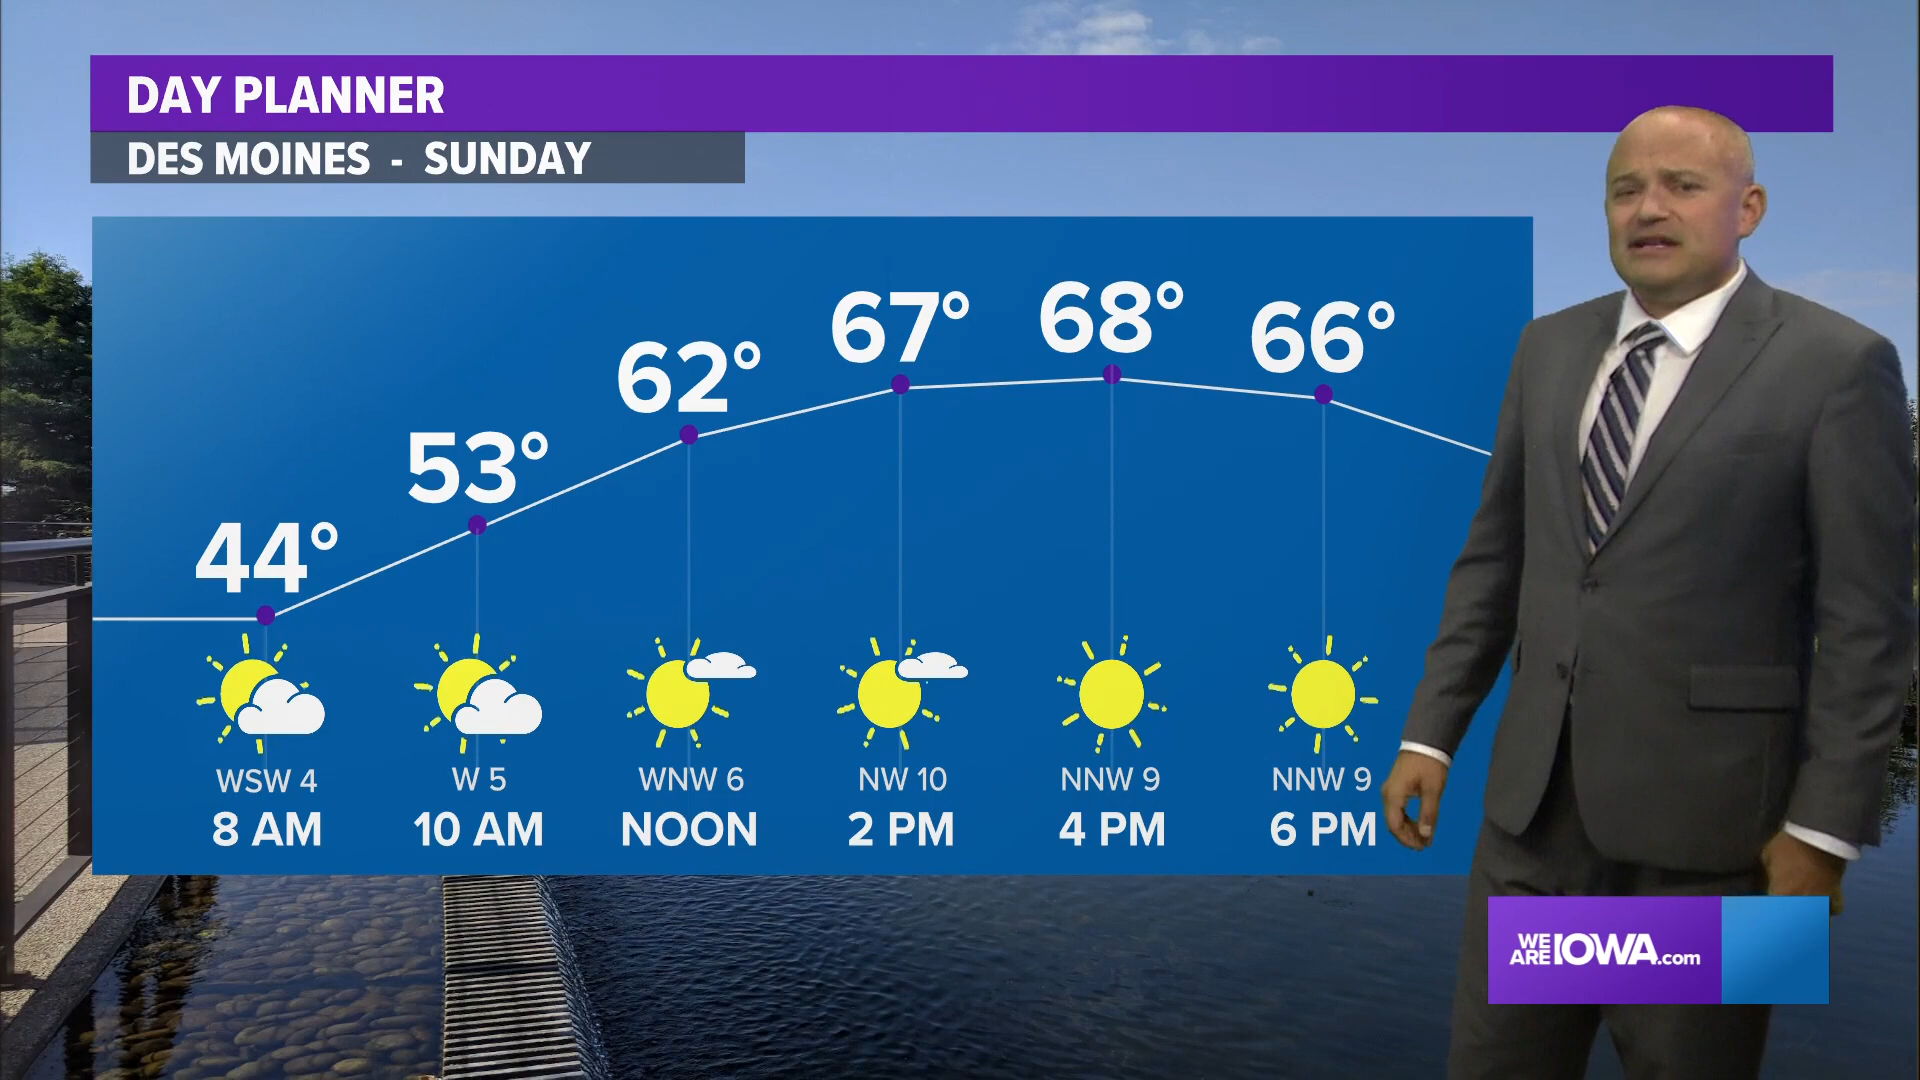 DAY PLANNER
DES MOINES - SUNDAY
44° 53° 62° 67° 68° 66°
WSW 4 W 5 WNW 6 NW 10 NNW 9 NNW 9
8 AM 10 AM NOON 2 PM 4 PM 6 PM
WE ARE IOWA.com